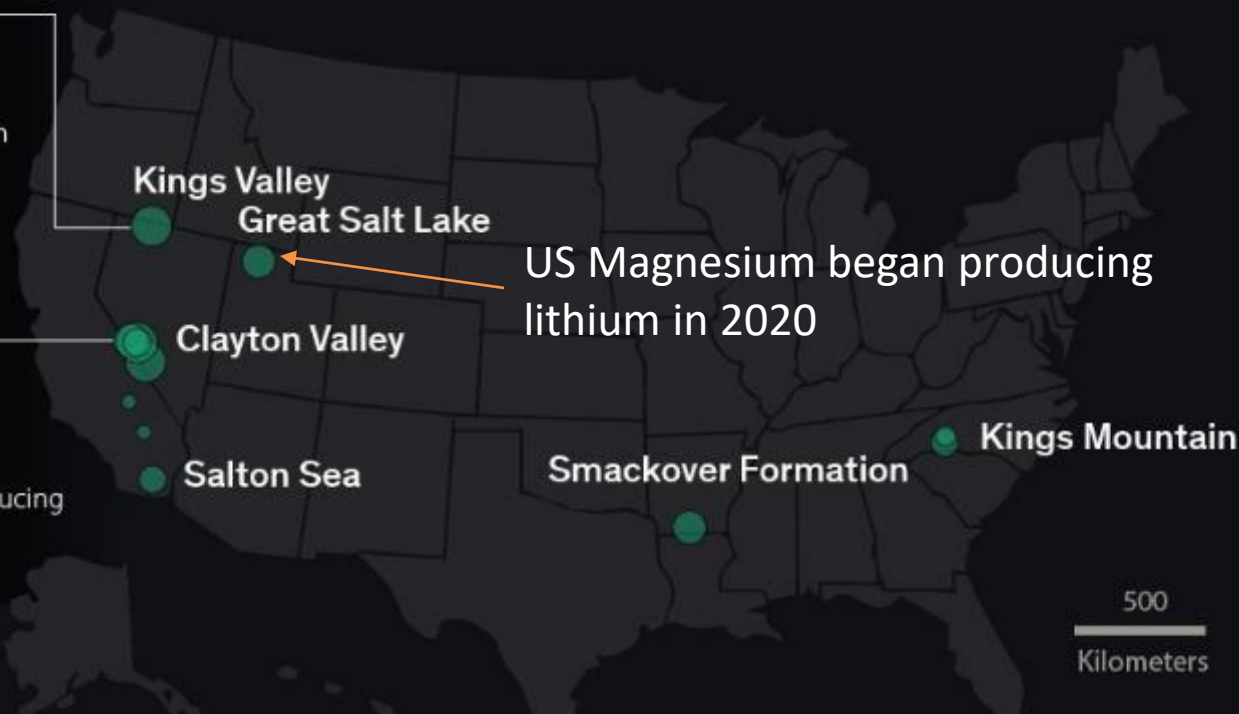 Kings Valley
Great Salt Lake
US Magnesium began producing
lithium in 2020
Clayton Valley
Kings Mountain
Smackover Formation
Salton Sea
500
Kilometers